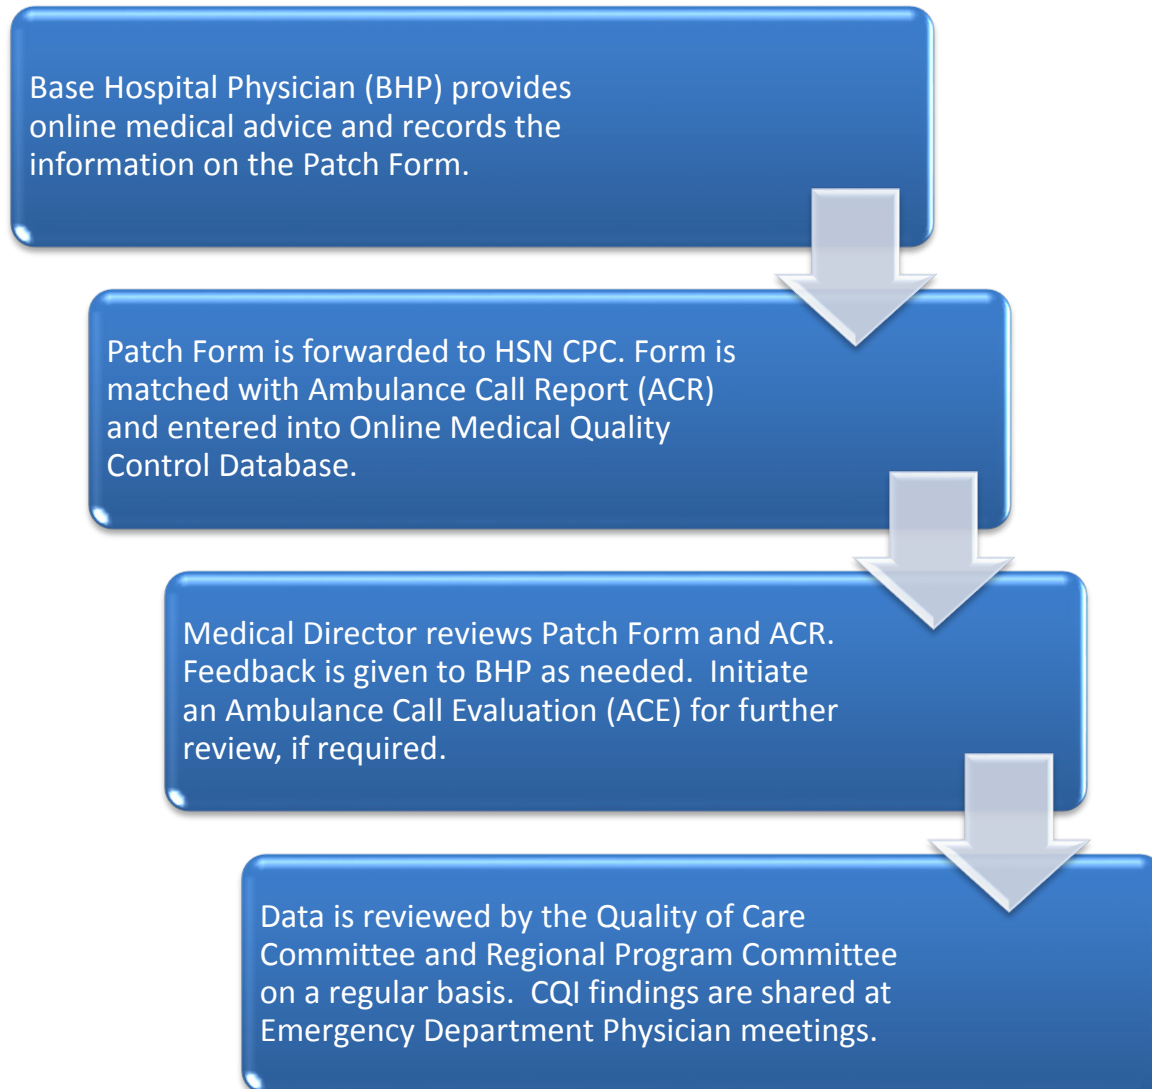 Base Hospital Physician (BHP) provides
online medical advice and records the
information on the Patch Form.
Patch Form is forwarded to HSN CPC. Form is
matched with Ambulance Call Report (ACR)
and entered into Online Medical Quality
Control Database.
Medical Director reviews Patch Form and ACR.
Feedback is given to BHP as needed.  Initiate
an Ambulance Call Evaluation (ACE) for further
review, if required.
Data is reviewed by the Quality of Care
Committee and Regional Program Committee
on a regular basis.  CQI findings are shared at
Emergency Department Physician meetings.